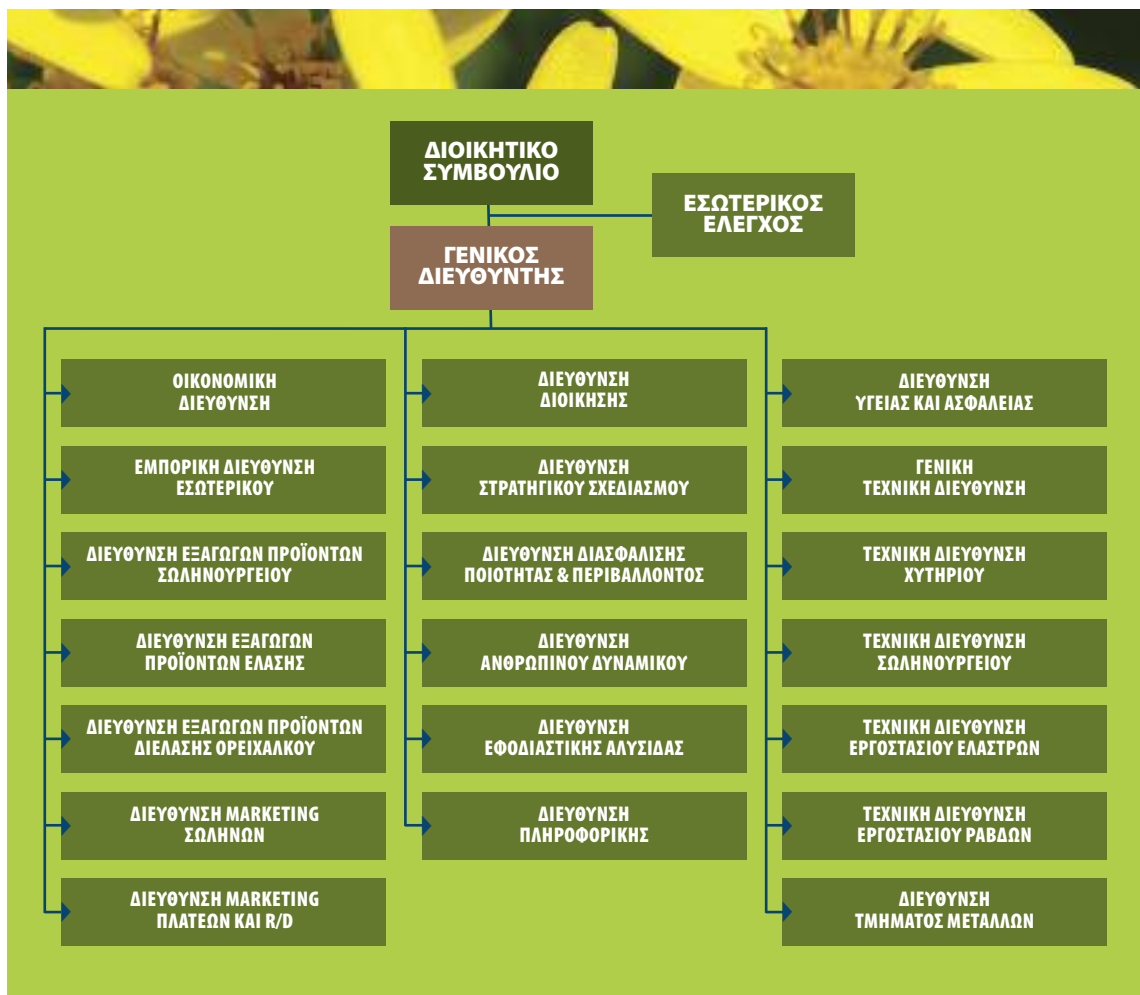 ΔΙΟΙΚΗΤΙΚΟ
ΣΥΜΒΟΥΛΙΟ
ΕΣΩΤΕΡΙΚΟΣ
ΕΛΕΓΧΟΣ
ΓΕΝΙΚΟΣ
ΔΙΕΥΘΥΝΤΗΣ
ΟΙΚΟΝΟΜΙΚΗ
ΔΙΕΥΘΥΝΣΗ
ΕΜΠΟΡΙΚΗ ΔΙΕΥΘΥΝΣΗ
ΕΣΩΤΕΡΙΚΟΥ
ΔΙΕΥΘΥΝΣΗ ΕΞΑΓΩΓΩΝ ΠΡΟΪΟΝΤΩΝ
ΣΩΛΗΝΟΥΡΓΕΙΟΥ
ΔΙΕΥΘΥΝΣΗ ΕΞΑΓΩΓΩΝ
ΠΡΟΪΟΝΤΩΝ ΕΛΑΣΗΣ
ΔΙΕΥΘΥΝΣΗ ΕΞΑΓΩΓΩΝ ΠΡΟΪΟΝΤΩΝ
ΔΙΕΛΑΣΗΣ ΟΡΕΙΧΑΛΚΟΥ
ΔΙΕΥΘΥΝΣΗ MARKETING
ΣΩΛΗΝΩΝ
ΔΙΕΥΘΥΝΣΗ MARKETING
ΠΛΑΤΕΩΝ ΚΑΙ R/D
ΔΙΕΥΘΥΝΣΗ
ΔΙΟΙΚΗΣΗΣ
ΔΙΕΥΘΥΝΣΗ
ΣΤΡΑΤΗΓΙΚΟΥ ΣΧΕΔΙΑΣΜΟΥ
ΔΙΕΥΘΥΝΣΗ ΔΙΑΣΦΑΛΙΣΗΣ
ΠΟΙΟΤΗΤΑΣ & ΠΕΡΙΒΑΛΛΟΝΤΟΣ
ΔΙΕΥΘΥΝΣΗ
ΑΝΘΡΩΠΙΝΟΥ ΔΥΝΑΜΙΚΟΥ
ΔΙΕΥΘΥΝΣΗ
ΕΦΟΔΙΑΣΤΙΚΗΣ ΑΛΥΣΙΔΑΣ
ΔΙΕΥΘΥΝΣΗ
ΠΛΗΡΟΦΟΡΙΚΗΣ
ΔΙΕΥΘΥΝΣΗ
ΥΓΕΙΑΣ ΚΑΙ ΑΣΦΑΛΕΙΑΣ
ΓΕΝΙΚΗ
ΤΕΧΝΙΚΗ ΔΙΕΥΘΥΝΣΗ
ΤΕΧΝΙΚΗ ΔΙΕΥΘΥΝΣΗ
ΧΥΤΗΡΙΟΥ
ΤΕΧΝΙΚΗ ΔΙΕΥΘΥΝΣΗ
ΣΩΛΗΝΟΥΡΓΕΙΟΥ
ΤΕΧΝΙΚΗ ΔΙΕΥΘΥΝΣΗ
ΕΡΓΟΣΤΑΣΙΟΥ ΕΛΑΣΤΡΩΝ
ΤΕΧΝΙΚΗ ΔΙΕΥΘΥΝΣΗ
ΕΡΓΟΣΤΑΣΙΟΥ ΡΑΒΔΩΝ
ΔΙΕΥΘΥΝΣΗ
ΤΜΗΜΑΤΟΣ ΜΕΤΑΛΛΩΝ